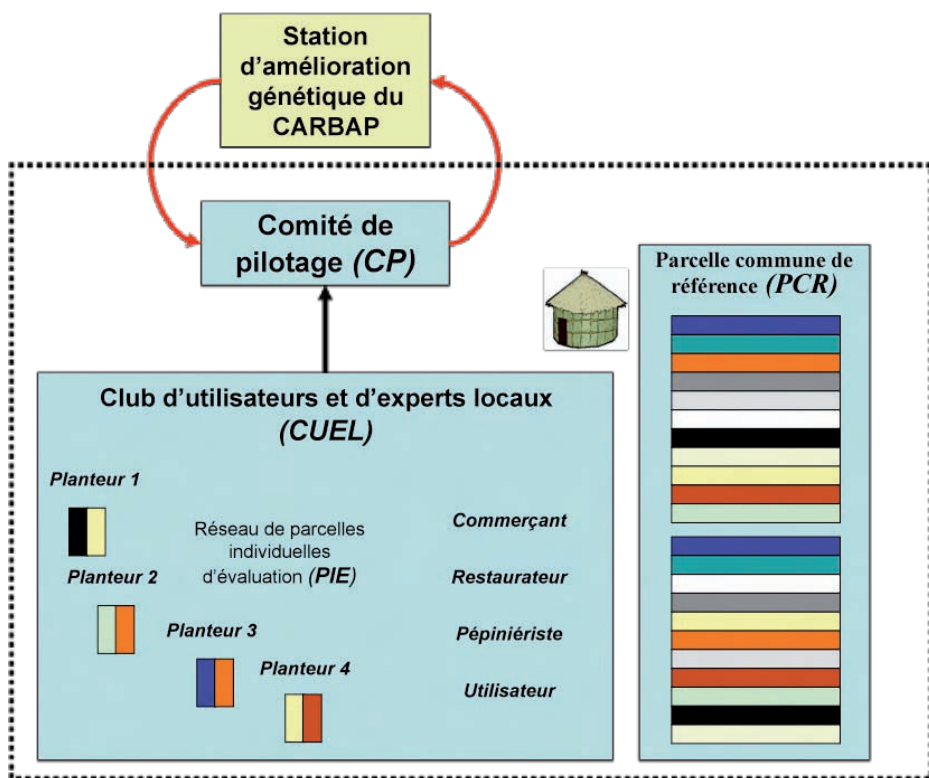 Station
d'amélioration
génétique du
CARBAP
Comité de
pilotage (CP)
Parcelle commune de
référence (PCR)
Club d'utilisateurs et d'experts locaux
(CUEL)
Planteur 1
Réseau de parcelles
individuelles
d'évaluation (PIE)
Planteur 2
Planteur 3
Planteur 4
Commerçant
Restaurateur
Pépiniériste
Utilisateur